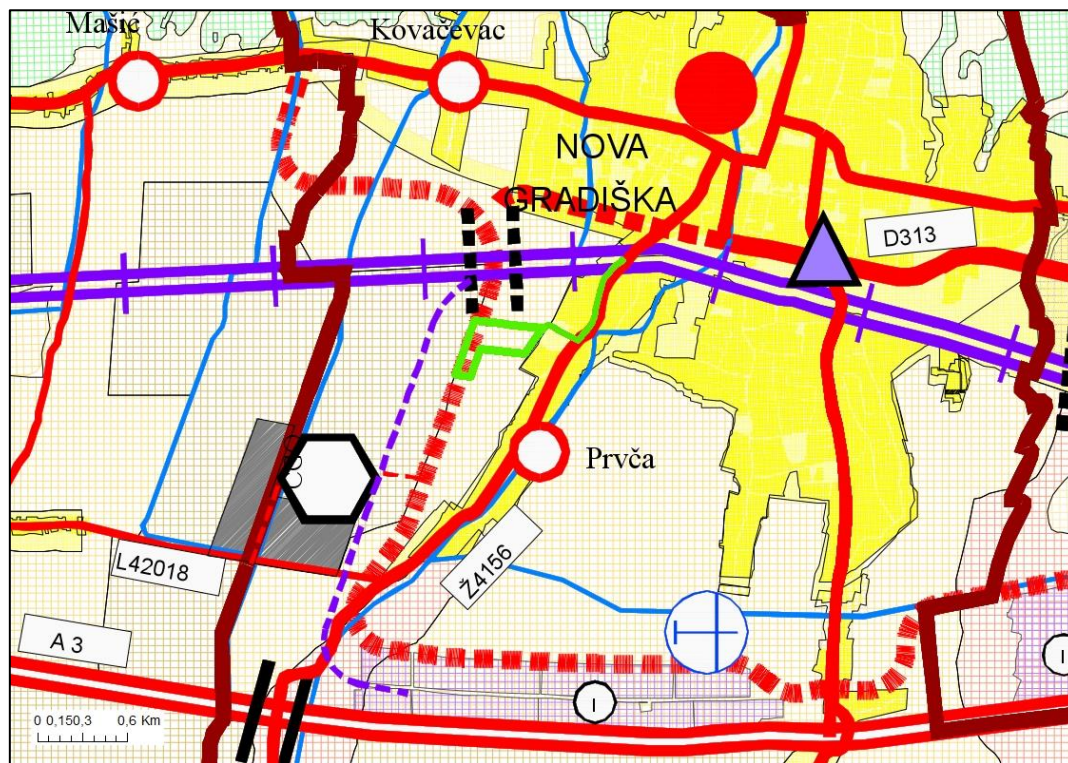 Mašić
Kovačevac
NOVA
GRADIŠKA
D313
Prvča
L42018
Ž4156
A 3
I
I
0 0,150,3 0,6 Km